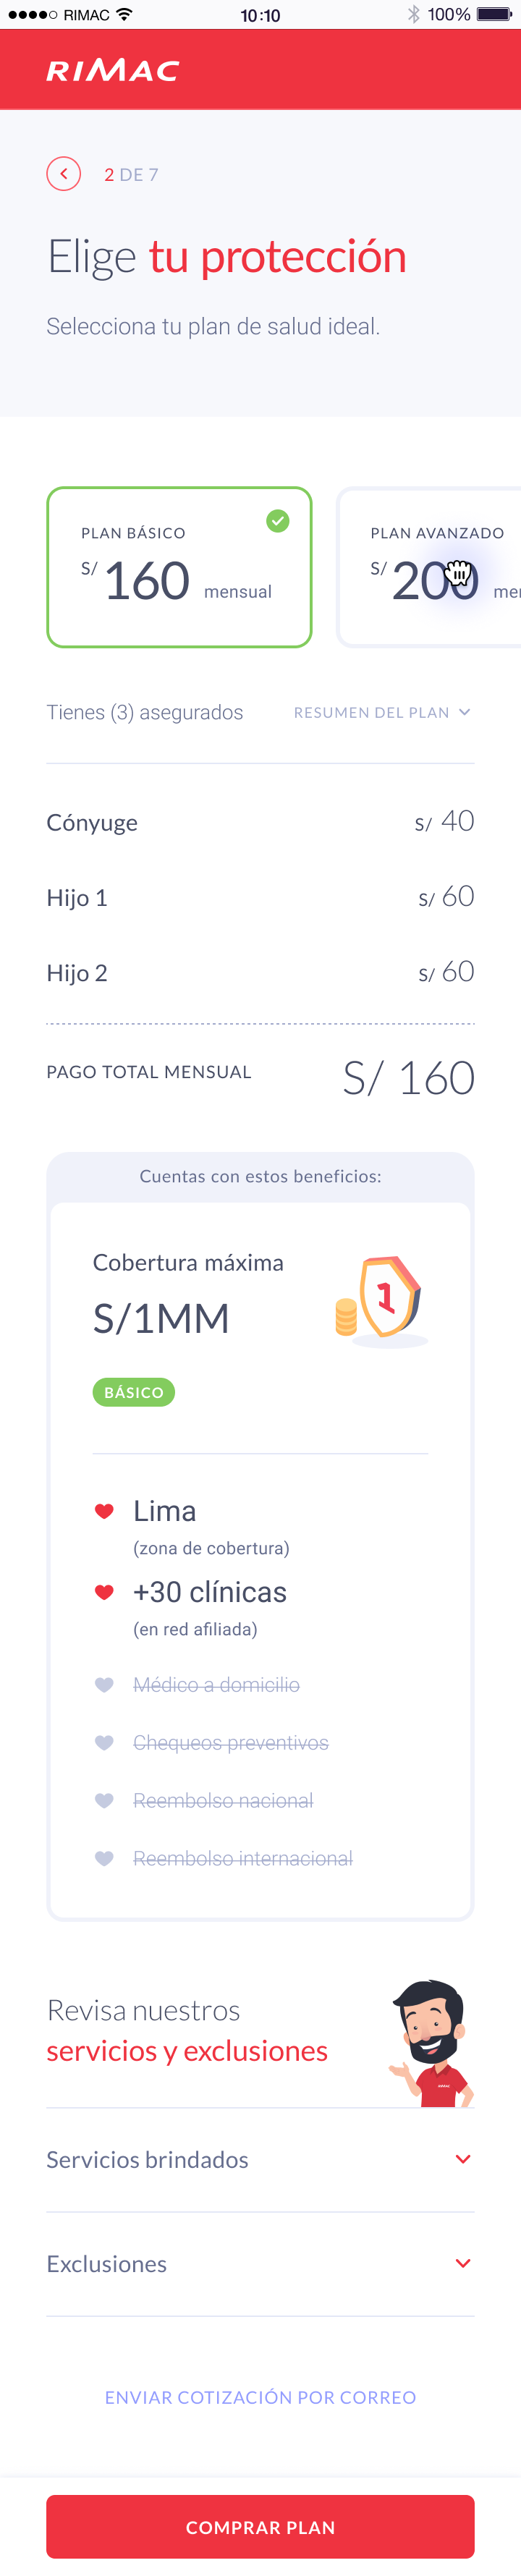 RIMAC
10:10
100%
RIMAC
2 DE 7
Elige tu protección
Selecciona tu plan de salud ideal.
PLAN BÁSICO
S/ 160 mensual
PLAN AVANZADO
S/ 200 me
Tienes (3) asegurados
RESUMEN DEL PLAN
Cónyuge
S/ 40
Hijo 1
S/ 60
Hijo 2
S/ 60
PAGO TOTAL MENSUAL
S/ 160
Cuentas con estos beneficios:
Cobertura máxima
S/1MM
1
BÁSICO
Lima
(zona de cobertura)
+30 clínicas
(en red afiliada)
Médico a domicilio
Chequeos preventivos
Reembolso nacional
Reembolso internacional
Revisa nuestros
servicios y exclusiones
RIMAC
Servicios brindados
Exclusiones
ENVIAR COTIZACIÓN POR CORREO
COMPRAR PLAN